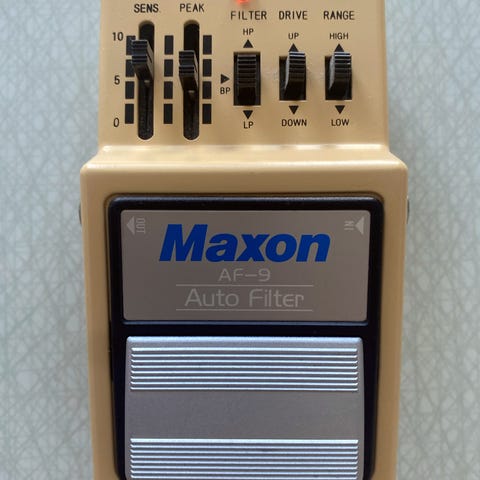 SENS. PEAK FILTER DRIVE RANGE
HP UP HIGH
10
5
BP
0
LP DOWN LOW
OUT IN
Maxon
AF-9
Auto Filter